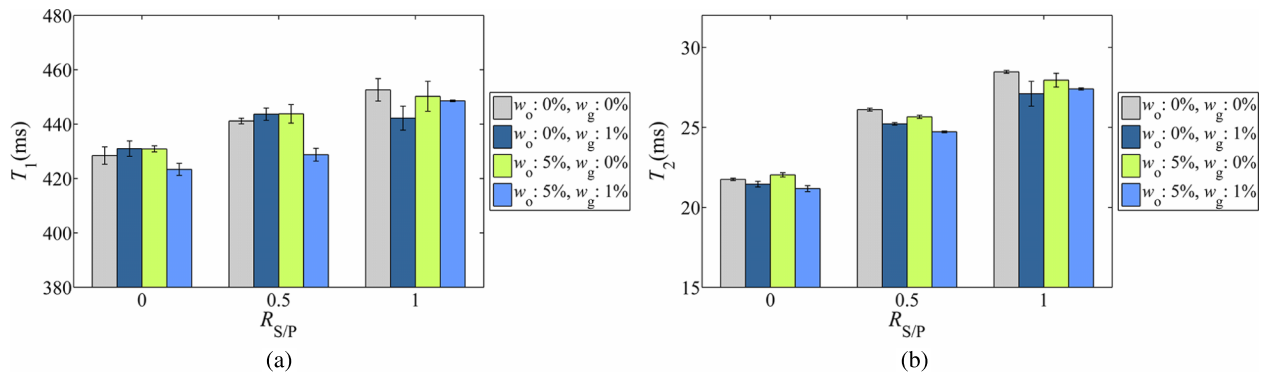 480
460
440
420
400
380
T1(ms)
0 0.5 1
RS/P
wo: 0%, wg: 0%
wo: 0%, wg: 1%
wo: 5%, wg: 0%
wo: 5%, wg: 1%
(a)
30
25
20
15
T2(ms)
0 0.5 1
RS/P
wo: 0%, wg: 0%
wo: 0%, wg: 1%
wo: 5%, wg: 0%
wo: 5%, wg: 1%
(b)